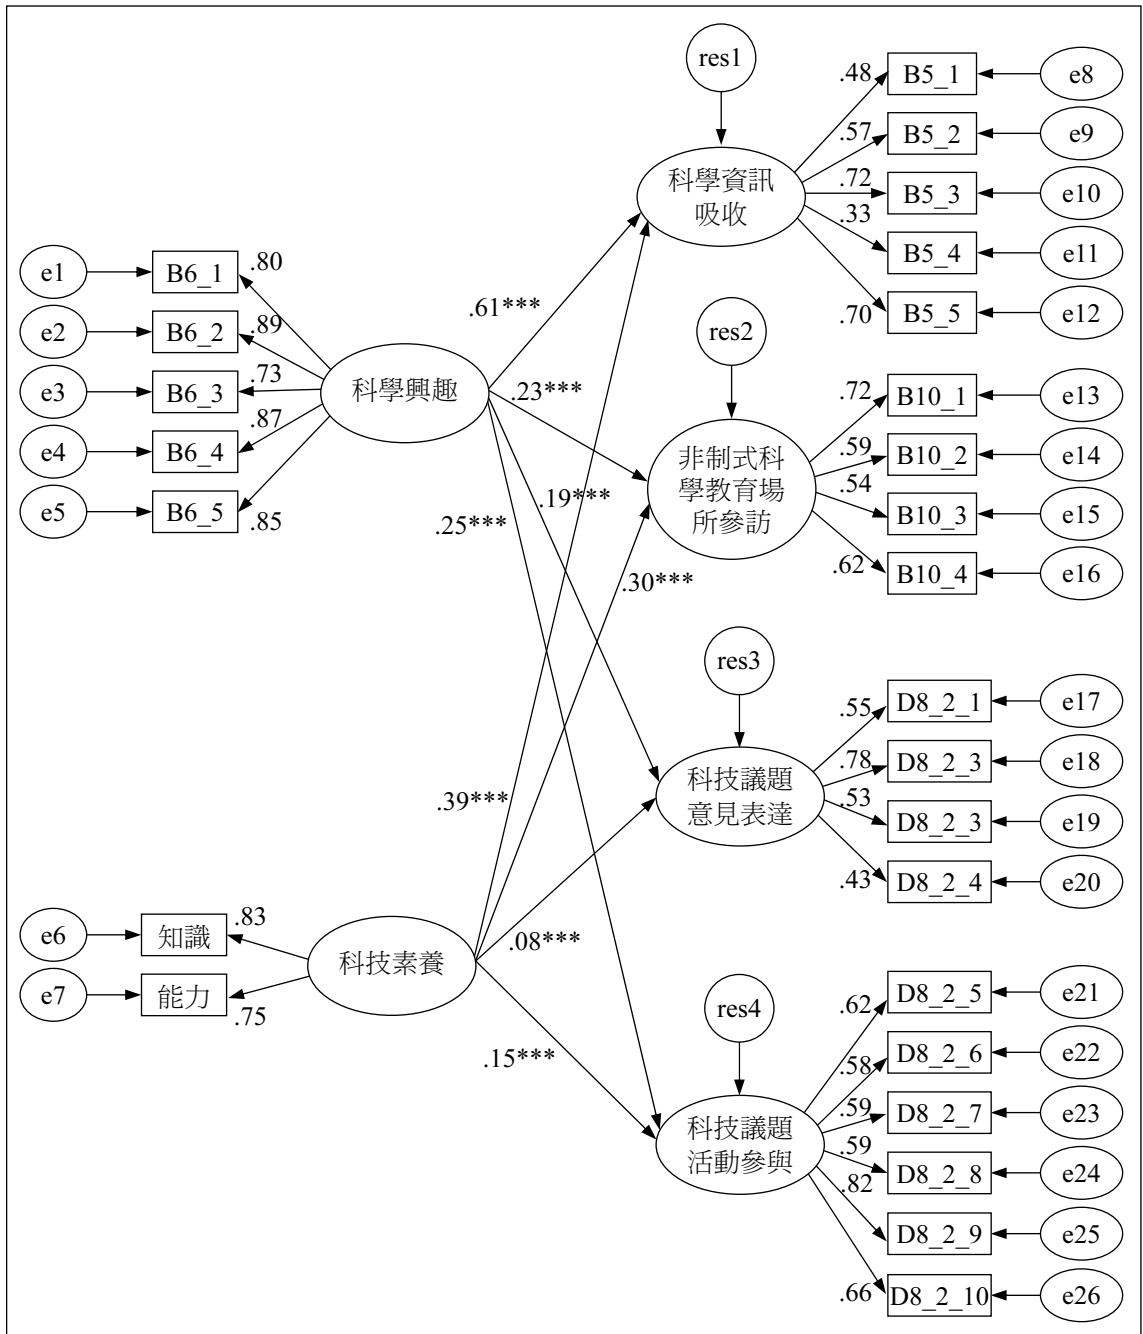 res1
.48
B5_1
e8
.57
B5_2
e9
科學資訊
吸收
.72
B5_3
e10
.33
B5_4
e11
.70
B5_5
e12
e1
B6_1
.80
e2
B6_2
.89
e3
B6_3
.73
e4
B6_4
.87
e5
B6_5
.85
科學興趣
.61***
.23***
.19***
.25***
res2
非制式科
學教育場
所參訪
.72
B10_1
e13
.59
B10_2
e14
.54
B10_3
e15
.62
B10_4
e16
.30***
res3
科技議題
意見表達
.55
D8_2_1
e17
.78
D8_2_3
e18
.53
D8_2_3
e19
.43
D8_2_4
e20
.39***
e6
知識
.83
e7
能力
.75
科技素養
.08***
.15***
res4
科技議題
活動參與
.62
D8_2_5
e21
.58
D8_2_6
e22
.59
D8_2_7
e23
.59
D8_2_8
e24
.82
D8_2_9
e25
.66
D8_2_10
e26